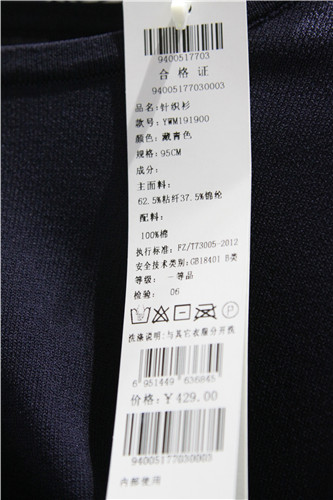 9400517703
合格证
94005177030003
品名:针织衫
款号:YWM191900
颜色:藏青色
规格:95CM
成分:
主面料:
62.5%粘纤37.5%锦纶
配料:
100%棉
执行标准:FZ/T73005-2012
安全技术类别:GB18401 B类
等级: 一等品
检验: 06
洗涤说明:与其它衣服分开洗
6 951449 636845
价格:¥429.00
94005177030003
内部使用